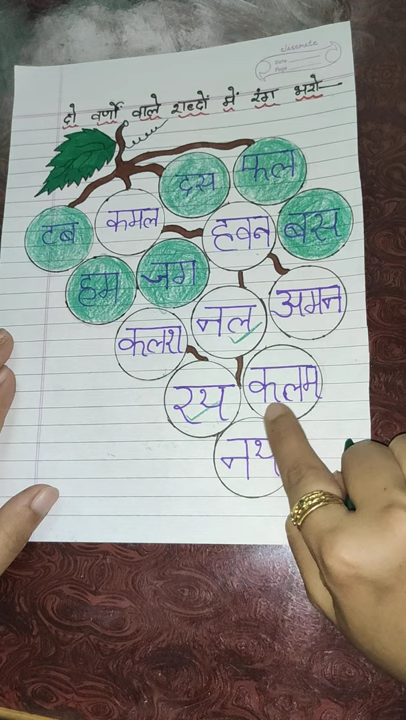 classmate
Date
Page
दो वर्णो वाले शब्दों में रंग भरो—
दस
फल
टब
कमल
हवन
बस
हम
जग
नल
अमन
कलश
रथ
कलम